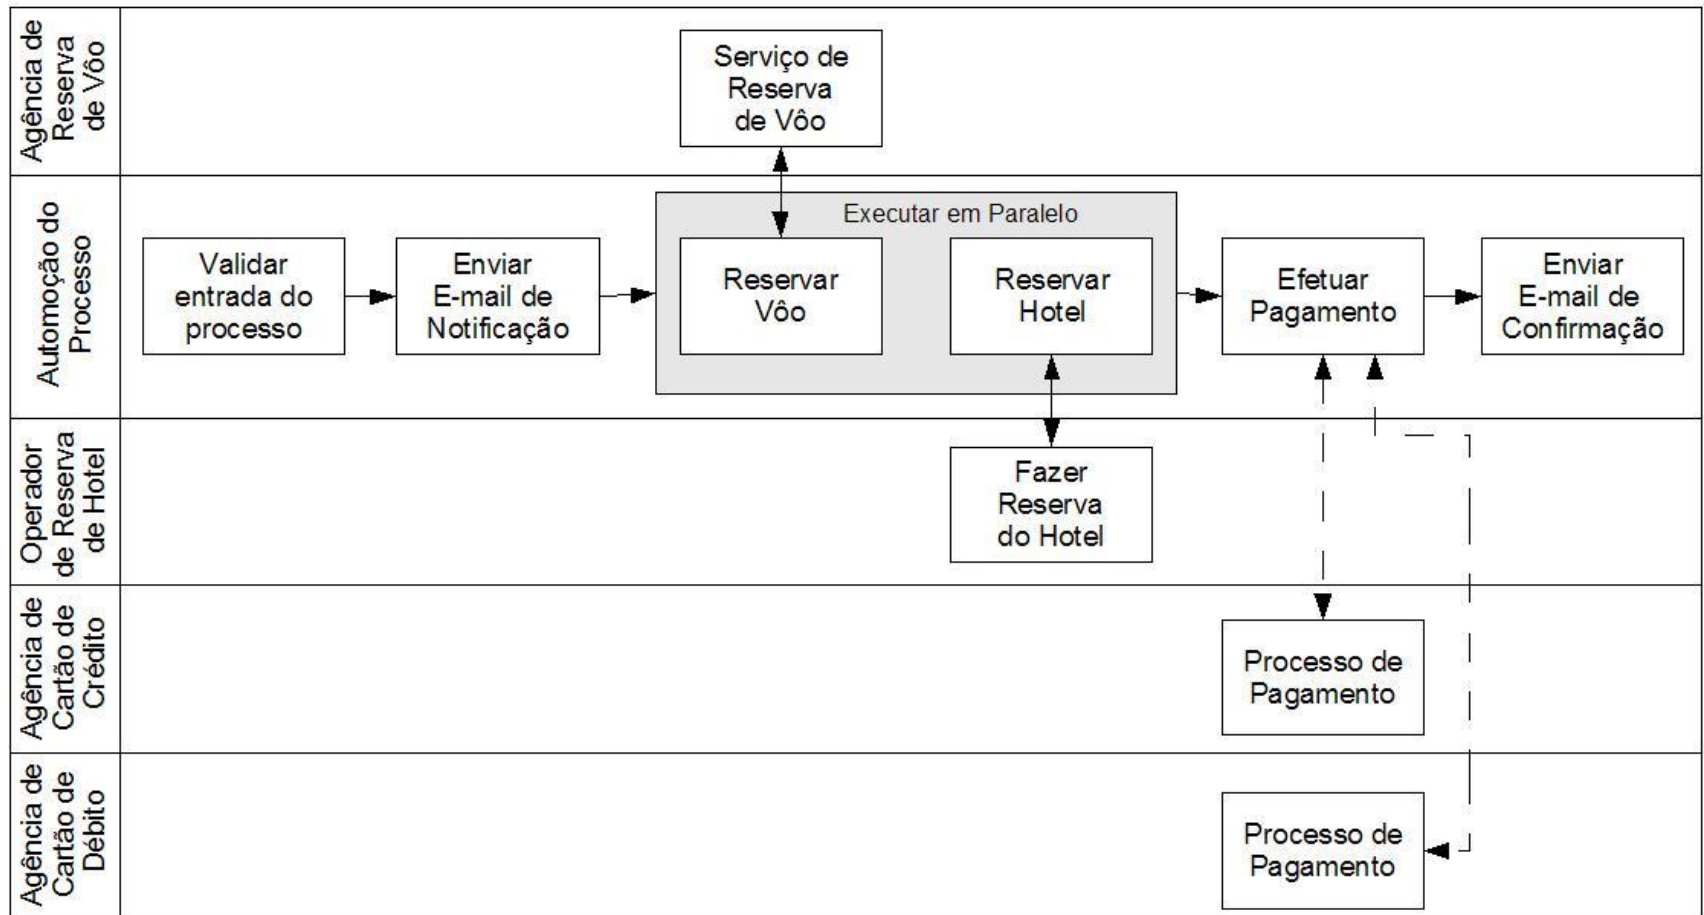 Agência de
Reserva
de Vôo
Serviço de
Reserva
de Vôo
Automoção do
Processo
Validar
entrada do
processo
Enviar
E-mail de
Notificação
Executar em Paralelo
Reservar
Vôo
Reservar
Hotel
Efetuar
Pagamento
Enviar
E-mail de
Confirmação
Operador
de Reserva
de Hotel
Fazer
Reserva
do Hotel
Agência de
Cartão de
Crédito
Processo de
Pagamento
Agência de
Cartão de
Débito
Processo de
Pagamento